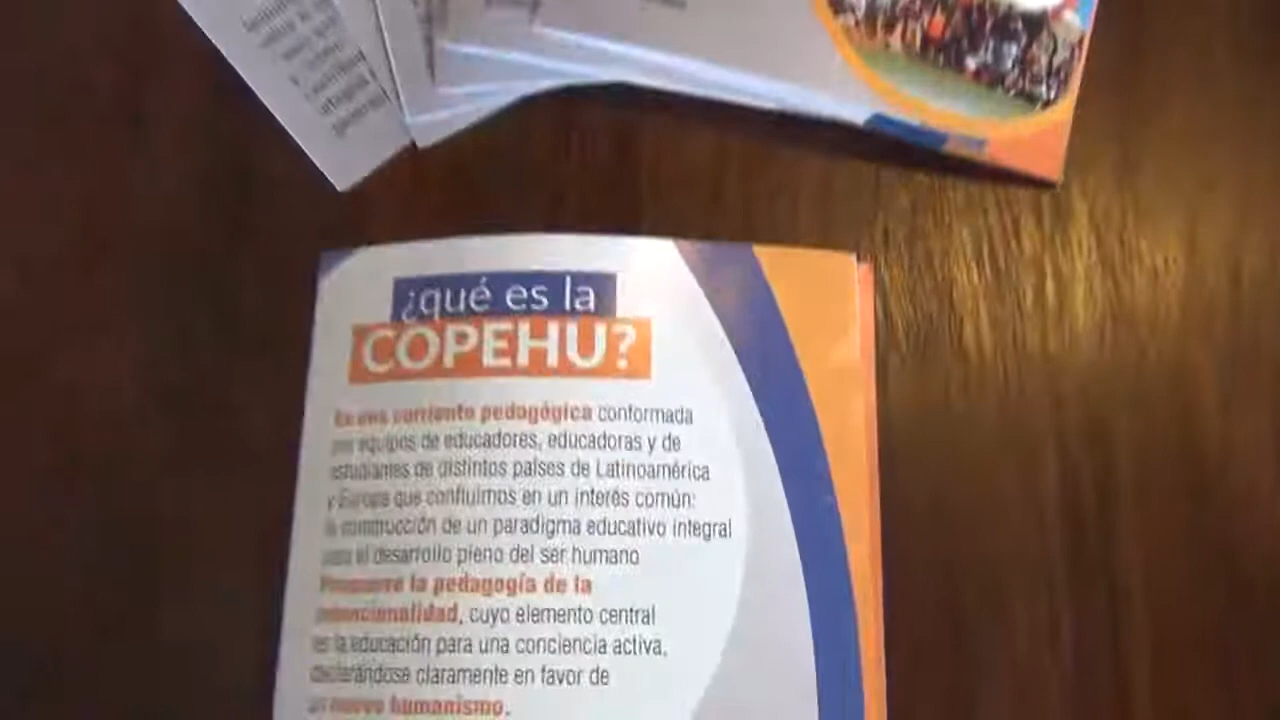 ¿qué es la
COPEHU?
Es una corriente pedagógica conformada
por equipos de educadores, educadoras y de
estudiantes de distintos países de Latinoamérica
y Europa que confluimos en un interés común:
la construcción de un paradigma educativo integral
para el desarrollo pleno del ser humano
Promueve la pedagogía de la
intencionalidad, cuyo elemento central
es la educación para una conciencia activa,
declarándose claramente en favor de
un nuevo humanismo.